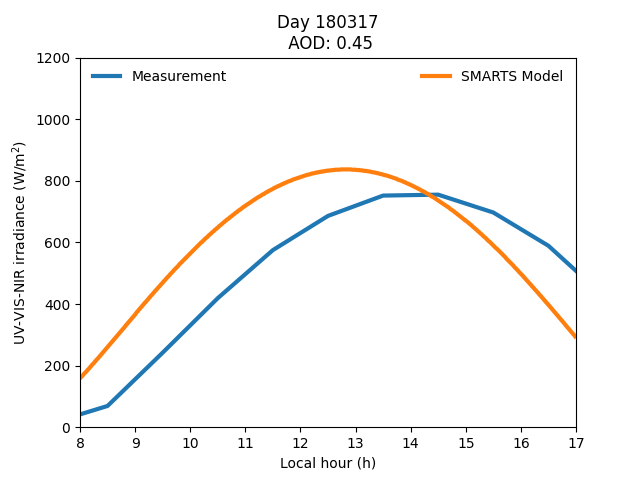 Day 180317
AOD: 0.45
Measurement
SMARTS Model
UV-VIS-NIR irradiance (W/m²)
1200
1000
800
600
400
200
0
8 9 10 11 12 13 14 15 16 17
Local hour (h)